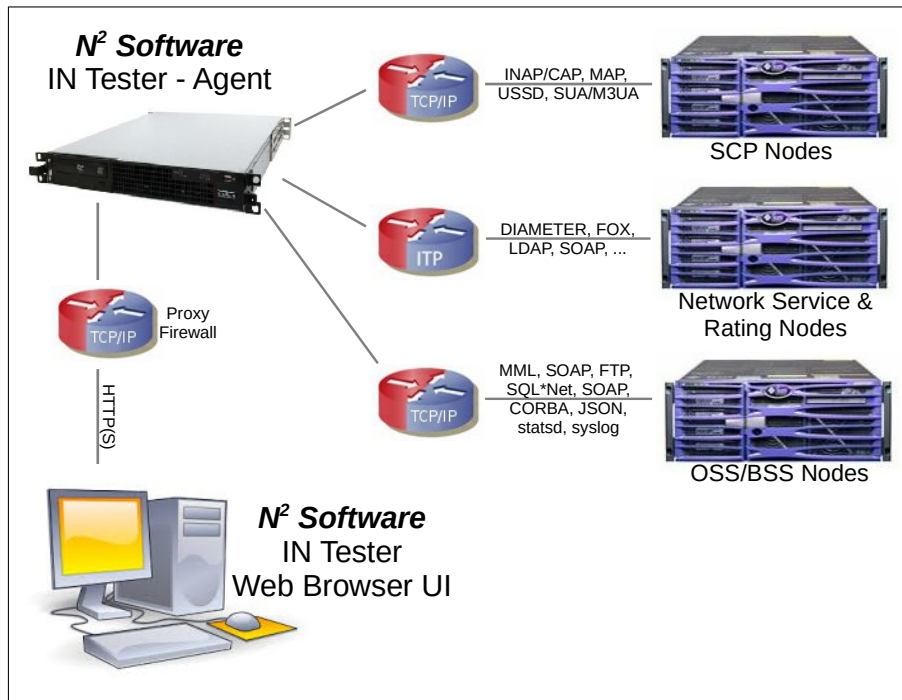 N² Software
IN Tester - Agent
TCP/IP
INAP/CAP, MAP,
USSD, SUA/M3UA
SCP Nodes
ITP
DIAMETER, FOX,
LDAP, SOAP, ...
Network Service &
Rating Nodes
TCP/IP
Proxy
Firewall
TCP/IP
MML, SOAP, FTP,
SQL*Net, SOAP,
CORBA, JSON,
statsd, syslog
OSS/BSS Nodes
HTTP(S)
N² Software
IN Tester
Web Browser UI